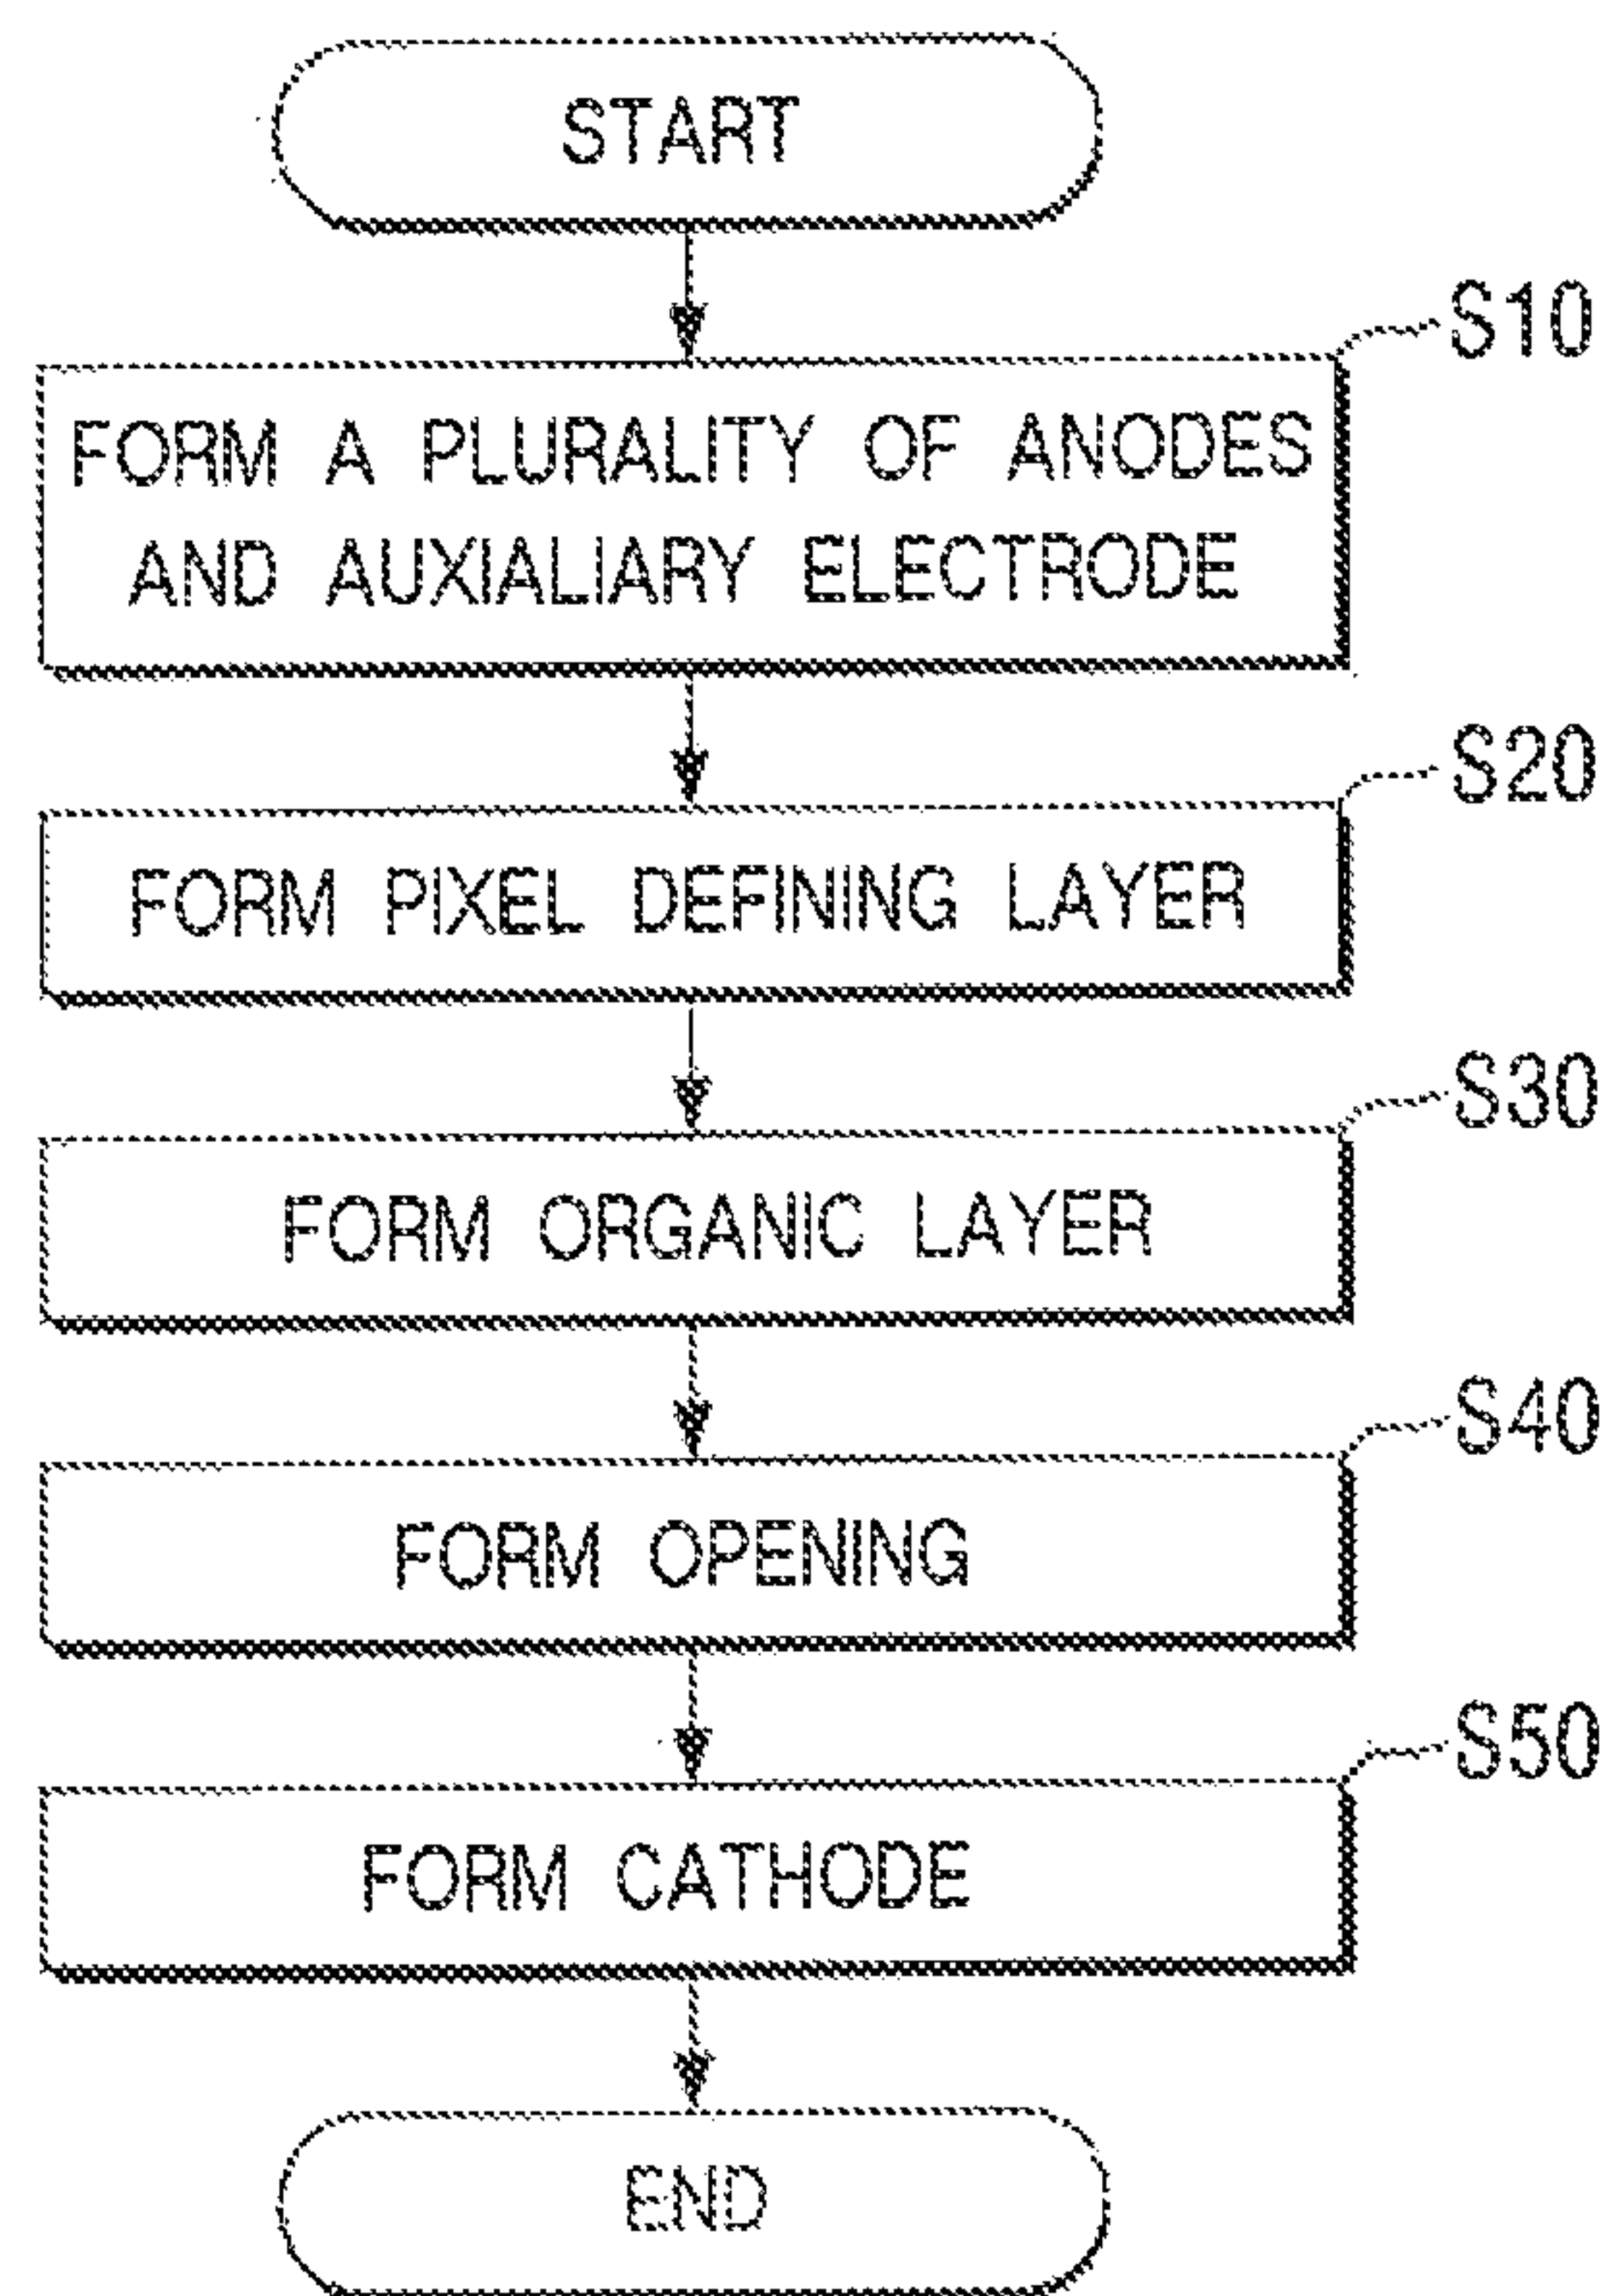 START
S10
FORM A PLURALITY OF ANODES
AND AUXIALIARY ELECTRODE
S20
FORM PIXEL DEFINING LAYER
S30
FORM ORGANIC LAYER
S40
FORM OPENING
S50
FORM CATHODE
END